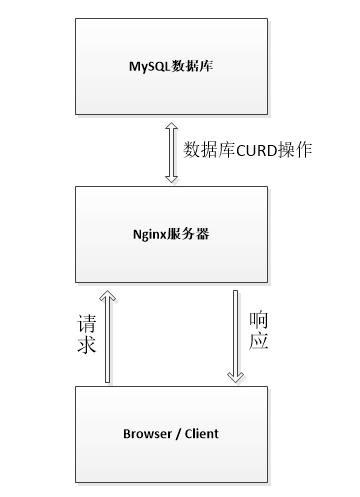 MySQL数据库
数据库CURD操作
Nginx服务器
请求
响应
Browser / Client